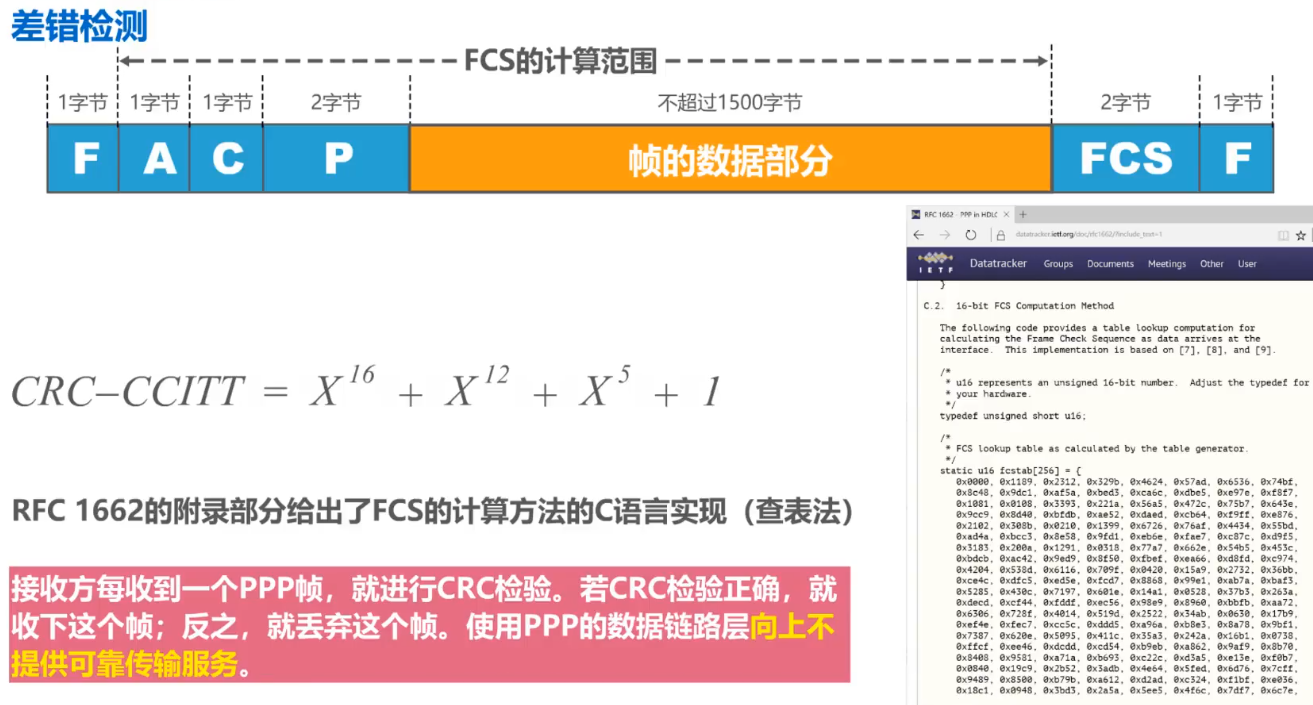 差错检测
FCS的计算范围
1字节 1字节 1字节 2字节 不超过1500字节 2字节 1字节
F A C P 帧的数据部分 FCS F
CRC–CCITT = X^16 + X^12 + X^5 + 1
RFC 1662的附录部分给出了FCS的计算方法的C语言实现（查表法）
接收方每收到一个PPP帧，就进行CRC检验。若CRC检验正确，就
收下这个帧；反之，就丢弃这个帧。使用PPP的数据链路层向上不
提供可靠传输服务。
RFC 1662 - PPP in HDLC
datatracker.ietf.org/doc/rfc1662/?include_text=1
IETF Datatracker Groups Documents Meetings Other User
}
C.2. 16-bit FCS Computation Method
The following code provides a table lookup computation for
calculating the Frame Check Sequence as data arrives at the
interface. This implementation is based on [7], [8], and [9].
/*
* u16 represents an unsigned 16-bit number. Adjust the typedef for
* your hardware.
*/
typedef unsigned short u16;
/*
* FCS lookup table as calculated by the table generator.
*/
static u16 fcstab[256] = {
0x0000, 0x1189, 0x2312, 0x329b, 0x4624, 0x57ad, 0x6536, 0x74bf,
0x8c48, 0x9dc1, 0xaf5a, 0xbed3, 0xca6c, 0xdbe5, 0xe97e, 0xf8f7,
0x1081, 0x0108, 0x3393, 0x221a, 0x56a5, 0x472c, 0x75b7, 0x643e,
0x9cc9, 0x8d40, 0xbfdb, 0xae52, 0xdaed, 0xcb64, 0xf9ff, 0xe876,
0x2102, 0x308b, 0x0210, 0x1399, 0x6726, 0x76af, 0x4434, 0x55bd,
0xad4a, 0xbcc3, 0x8e58, 0x9fd1, 0xeb6e, 0xfae7, 0xc87c, 0xd9f5,
0x3183, 0x200a, 0x1291, 0x0318, 0x77a7, 0x662e, 0x54b5, 0x453c,
0xbdcb, 0xac42, 0x9ed9, 0x8f50, 0xfbef, 0xea66, 0xd8fd, 0xc974,
0x4204, 0x538d, 0x6116, 0x709f, 0x0420, 0x15a9, 0x2732, 0x36bb,
0xce4c, 0xdfc5, 0xed5e, 0xfcd7, 0x8868, 0x99e1, 0xab7a, 0xbaf3,
0x5285, 0x430c, 0x7197, 0x601e, 0x14a1, 0x0528, 0x37b3, 0x263a,
0xdecd, 0xcf44, 0xfddf, 0xec56, 0x98e9, 0x8960, 0xbbfb, 0xaa72,
0x6306, 0x728f, 0x4014, 0x519d, 0x2522, 0x34ab, 0x0630, 0x17b9,
0xef4e, 0xfec7, 0xcc5c, 0xddd5, 0xa96a, 0xb8e3, 0x8a78, 0x9bf1,
0x7387, 0x620e, 0x5095, 0x411c, 0x35a3, 0x242a, 0x16b1, 0x0738,
0xffcf, 0xee46, 0xdcdd, 0xcd54, 0xb9eb, 0xa862, 0x9af9, 0x8b70,
0x8408, 0x9581, 0xa71a, 0xb693, 0xc22c, 0xd3a5, 0xe13e, 0xf0b7,
0x0840, 0x19c9, 0x2b52, 0x3adb, 0x4e64, 0x5fed, 0x6d76, 0x7cff,
0x9489, 0x8500, 0xb79b, 0xa612, 0xd2ad, 0xc324, 0xf1bf, 0xe036,
0x18c1, 0x0948, 0x3bd3, 0x2a5a, 0x5ee5, 0x4f6c, 0x7df7, 0x6c7e,